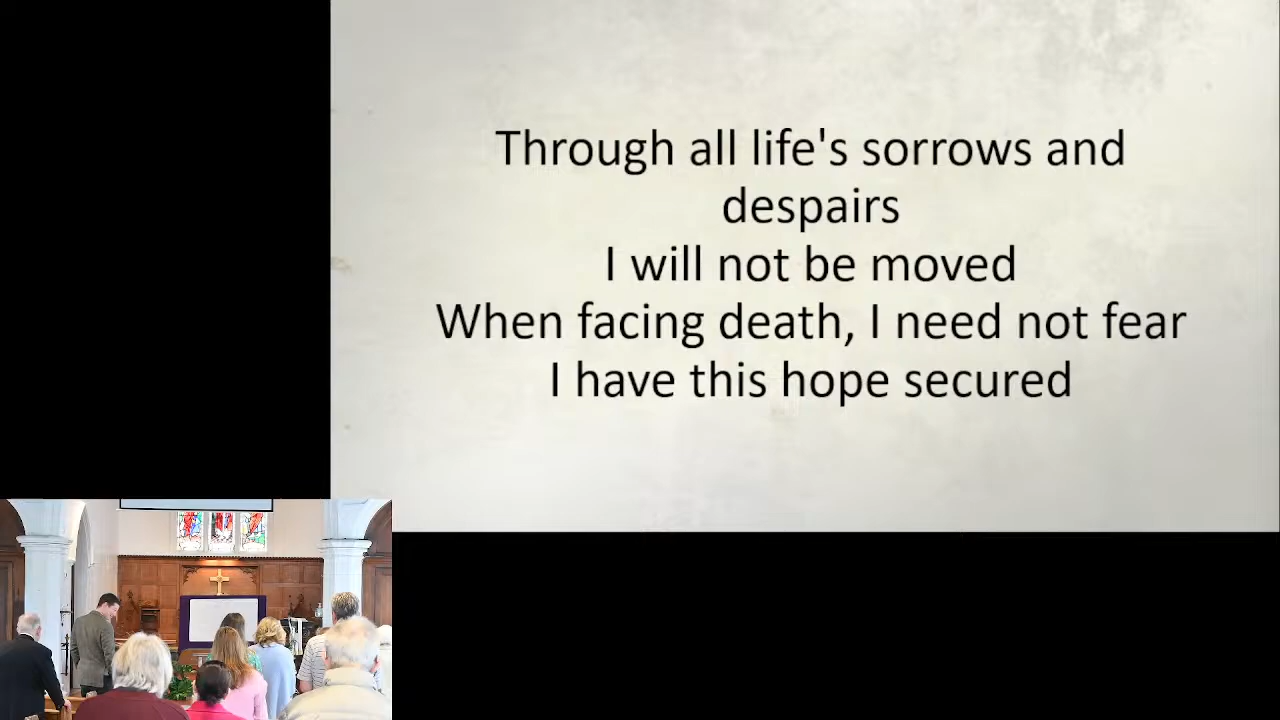 Through all life's sorrows and
despairs
I will not be moved
When facing death, I need not fear
I have this hope secured